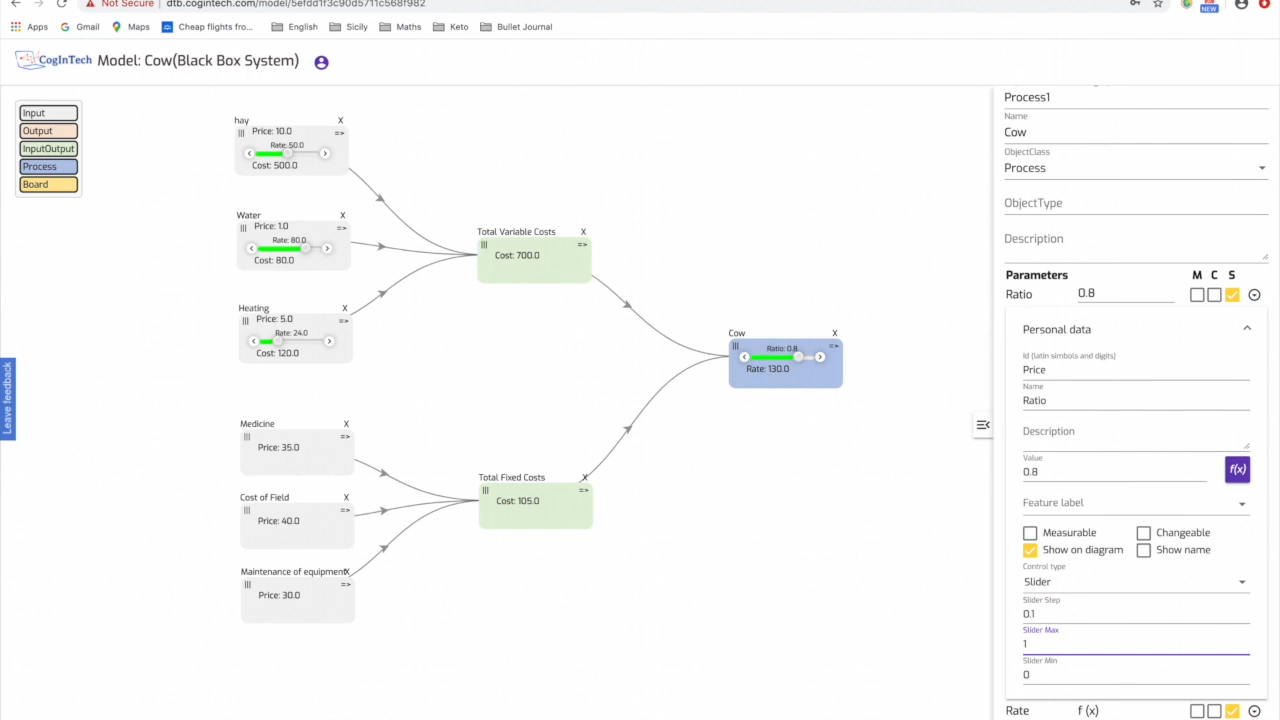 Not Secure
dtb.cogintech.com/model/5efdd1f3c90d5711c568f982
NEW
Apps
Gmail
Maps
Cheap flights fro...
English
Sicily
Maths
Keto
Bullet Journal
CogInTech
Model: Cow(Black Box System)
Input
Output
InputOutput
Process
Board
Leave feedback
hay
X
Price: 10.0
=>
Rate: 50.0
Cost: 500.0
Water
X
Price: 1.0
=>
Rate: 80.0
Cost: 80.0
Heating
X
Price: 5.0
=>
Rate: 24.0
Cost: 120.0
Total Variable Costs
X
=>
Cost: 700.0
Cow
X
Ratio: 0.8
=>
Rate: 130.0
Medicine
X
=>
Price: 35.0
Cost of Field
X
=>
Price: 40.0
Total Fixed Costs
X
=>
Cost: 105.0
Maintenance of equipment
X
=>
Price: 30.0
Process1
Name
Cow
ObjectClass
Process
ObjectType
Description
Parameters M C S
Ratio 0.8
Personal data
Id (latin simbols and digits)
Price
Name
Ratio
Description
Value
0.8
f(x)
Feature label
Measurable Changeable
Show on diagram Show name
Control type
Slider
Slider Step
0.1
Slider Max
1
Slider Min
0
Rate f (x)